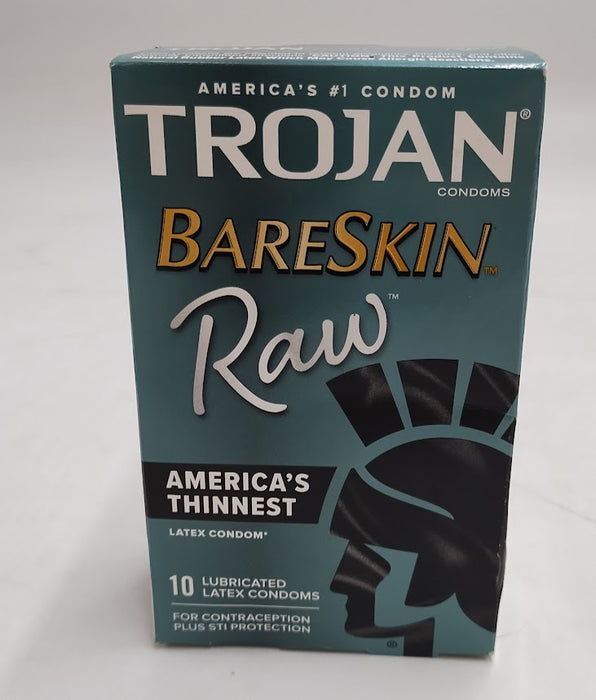 AMERICA'S #1 CONDOM
TROJAN®
CONDOMS
BARESKIN™
Raw™
AMERICA'S
THINNEST
LATEX CONDOM*
10 LUBRICATED
LATEX CONDOMS
FOR CONTRACEPTION
PLUS STI PROTECTION
®